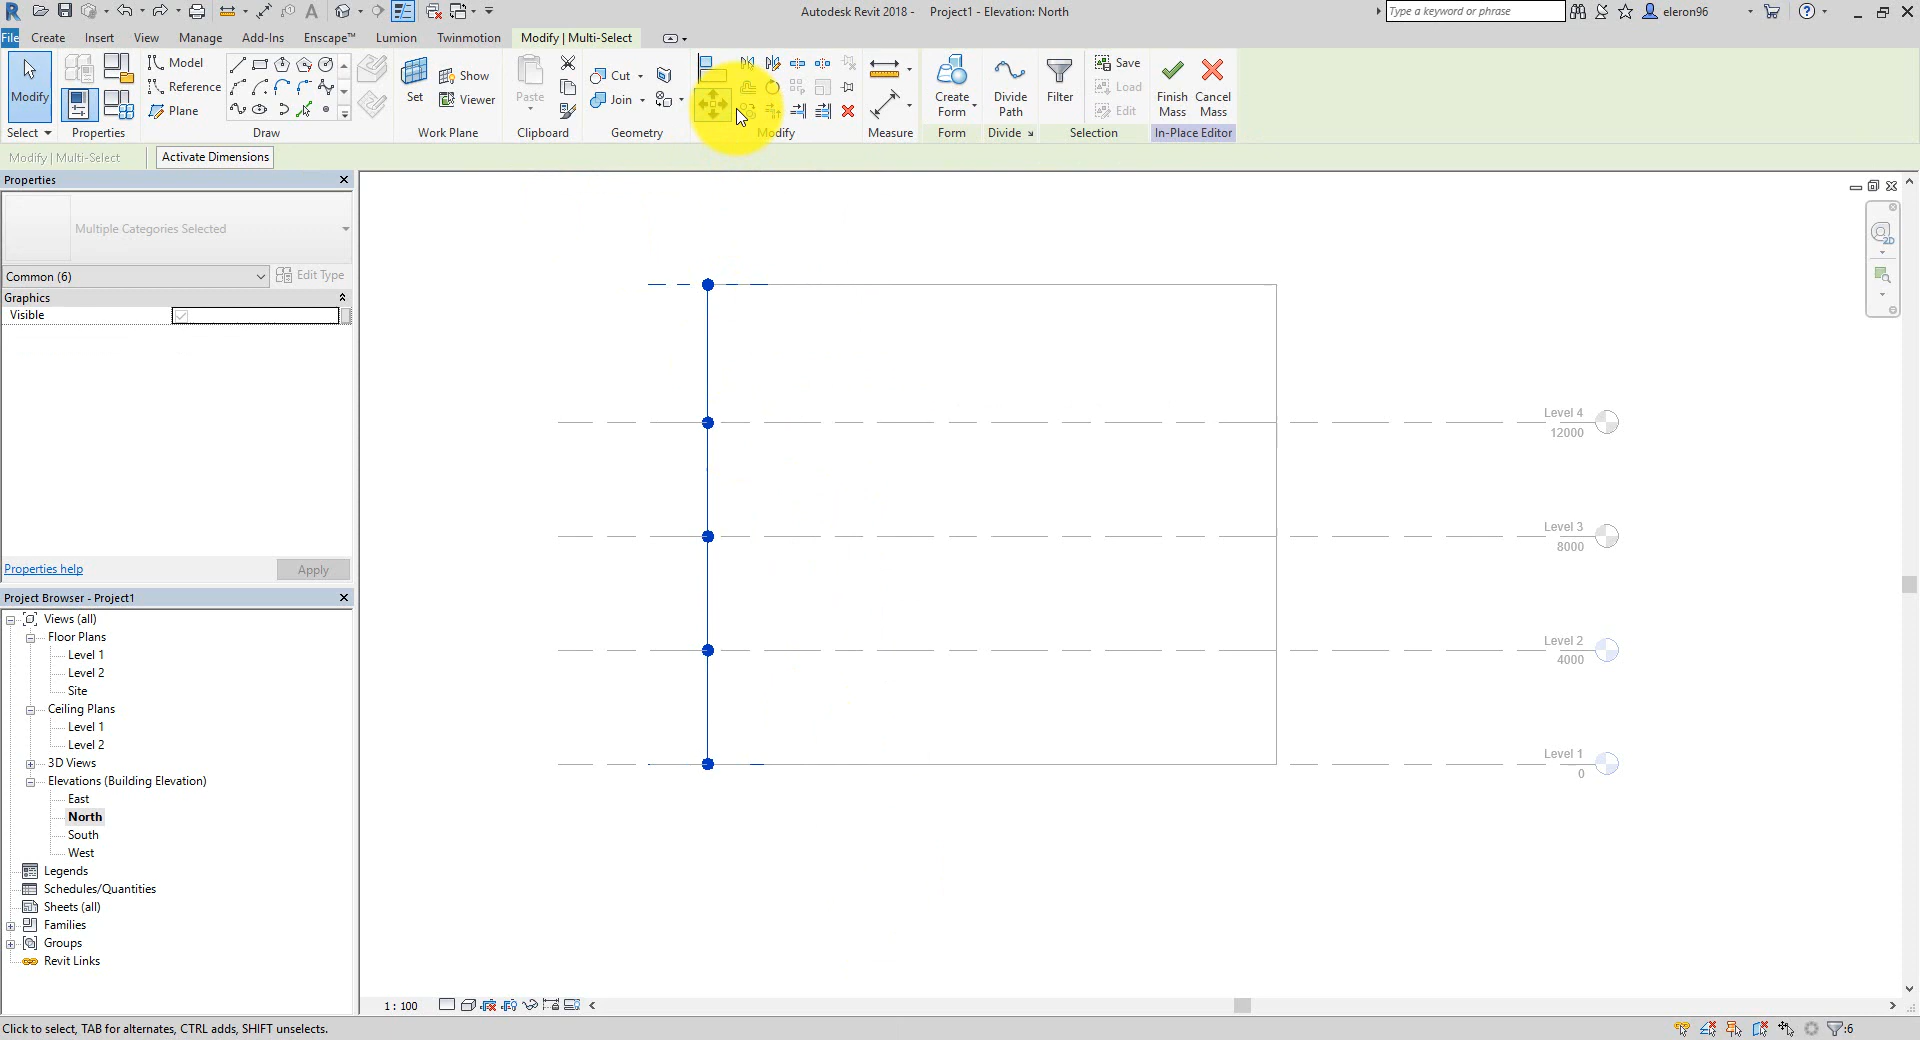 Autodesk Revit 2018 - Project1 - Elevation: North
Type a keyword or phrase
eleron96
File Create Insert View Manage Add-Ins Enscape™ Lumion Twinmotion Modify | Multi-Select
Modify
Select
Properties
Model
Reference
Plane
Draw
Set
Show
Viewer
Work Plane
Paste
Clipboard
Cut
Join
Geometry
Modify
Measure
Create
Form
Form
Divide
Path
Divide
Filter
Save
Load
Edit
Selection
Finish
Mass
Cancel
Mass
In-Place Editor
Modify | Multi-Select
Activate Dimensions
Properties
Multiple Categories Selected
Common (6)
Edit Type
Graphics
Visible
Properties help
Apply
Project Browser - Project1
Views (all)
Floor Plans
Level 1
Level 2
Site
Ceiling Plans
Level 1
Level 2
3D Views
Elevations (Building Elevation)
East
North
South
West
Legends
Schedules/Quantities
Sheets (all)
Families
Groups
Revit Links
2D
Level 4
12000
Level 3
8000
Level 2
4000
Level 1
0
1 : 100
Click to select, TAB for alternates, CTRL adds, SHIFT unselects.
:6